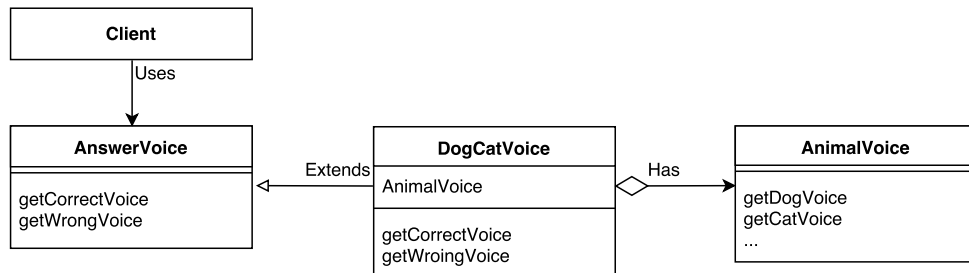 Client
Uses
AnswerVoice
getCorrectVoice
getWrongVoice
Extends
DogCatVoice
AnimalVoice
getCorrectVoice
getWroingVoice
Has
AnimalVoice
getDogVoice
getCatVoice
...